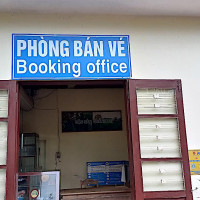 PHÒNG BÁN VÉ
Booking office